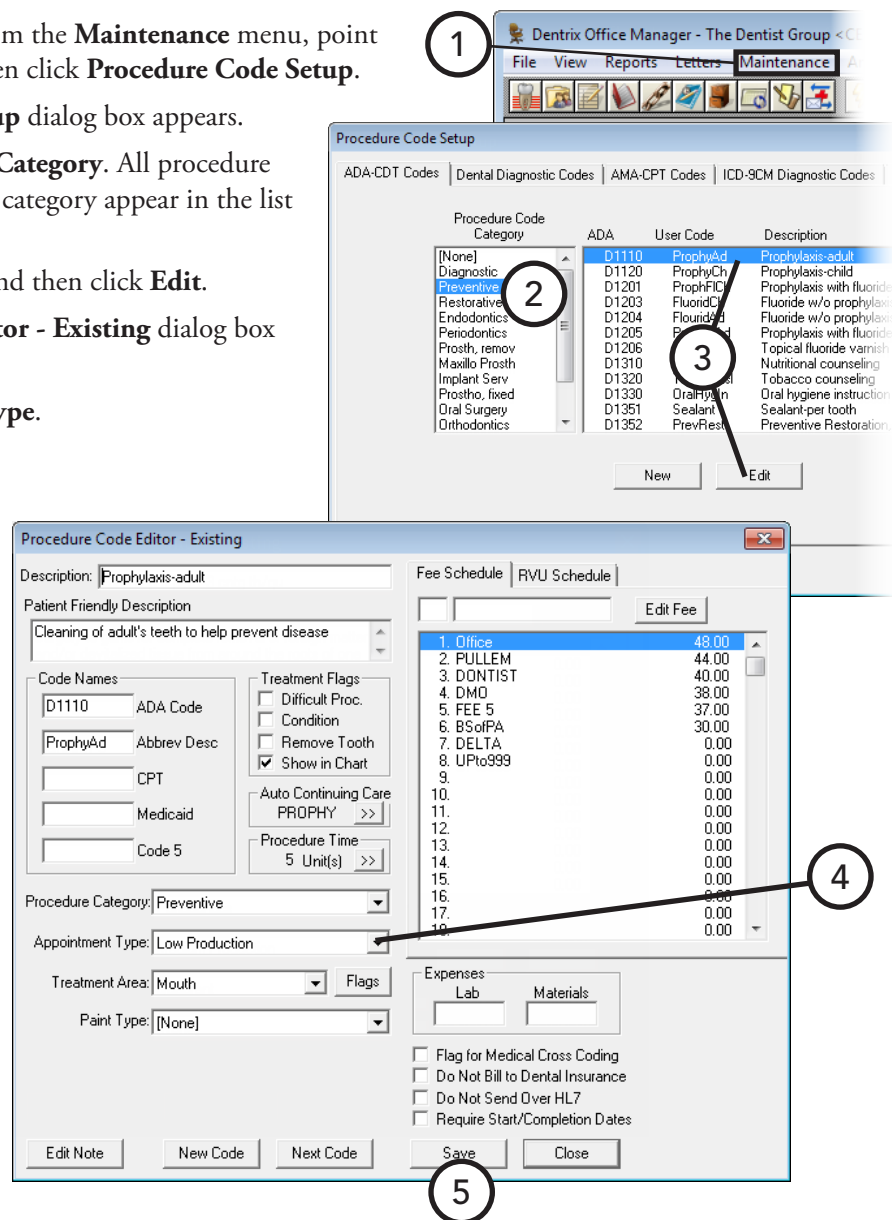 om the Maintenance menu, point
en click Procedure Code Setup.
up dialog box appears.
Category. All procedure
category appear in the list
nd then click Edit.
tor - Existing dialog box
ype.
1
Dentrix Office Manager - The Dentist Group <CE
File View Reports Letters Maintenance A
Procedure Code Setup
ADA-CDT Codes Dental Diagnostic Codes AMA-CPT Codes ICD-9CM Diagnostic Codes
Procedure Code
Category ADA User Code Description
[None]
Diagnostic
Preventive
Restorative
Endodontics
Periodontics
Prosth, remov
Maxillo Prosth
Implant Serv
Prostho, fixed
Oral Surgery
Orthodontics
2
D1110 ProphyAd Prophylaxis-adult
D1120 ProphyCh Prophylaxis-child
D1201 ProphFlCh Prophylaxis with fluoride
D1203 FluoridCh Fluoride w/o prophylaxi
D1204 FlouridAd Fluoride w/o prophylaxi
D1205 Prophylaxis with fluoride
D1206 Topical fluoride varnish
D1310 Nutritional counseling
D1320 Tobacco counseling
D1330 OralHygIn Oral hygiene instruction
D1351 Sealant Sealant-per tooth
D1352 PrevRest Preventive Restoration,
3
New Edit
Procedure Code Editor - Existing
Description: Prophylaxis-adult
Patient Friendly Description
Cleaning of adult's teeth to help prevent disease
Code Names
D1110 ADA Code
ProphyAd Abbrev Desc
CPT
Medicaid
Code 5
Treatment Flags
Difficult Proc.
Condition
Remove Tooth
Show in Chart
Auto Continuing Care
PROPHY >>
Procedure Time
5 Unit(s) >>
Procedure Category: Preventive
Appointment Type: Low Production
Treatment Area: Mouth Flags
Paint Type: [None]
Fee Schedule RVU Schedule
Edit Fee
1. Office 48.00
2. PULLEM 44.00
3. DONTIST 40.00
4. DMO 38.00
5. FEE 5 37.00
6. BSofPA 30.00
7. DELTA 0.00
8. UPto999 0.00
9. 0.00
10. 0.00
11. 0.00
12. 0.00
13. 0.00
14. 0.00
15. 0.00
16. 0.00
17. 0.00
18. 0.00
4
Expenses
Lab Materials
Flag for Medical Cross Coding
Do Not Bill to Dental Insurance
Do Not Send Over HL7
Require Start/Completion Dates
Edit Note New Code Next Code Save Close
5